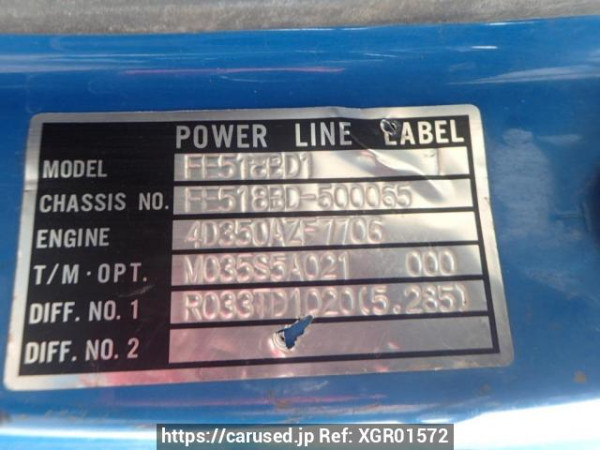 POWER LINE LABEL
MODEL FE518BD1
CHASSIS NO. FE518BD-500065
ENGINE
T/M·OPT. M035S5A021 000
DIFF. NO. 1 R033TD1020(5.285)
DIFF. NO. 2
https://carused.jp Ref: XGR01572